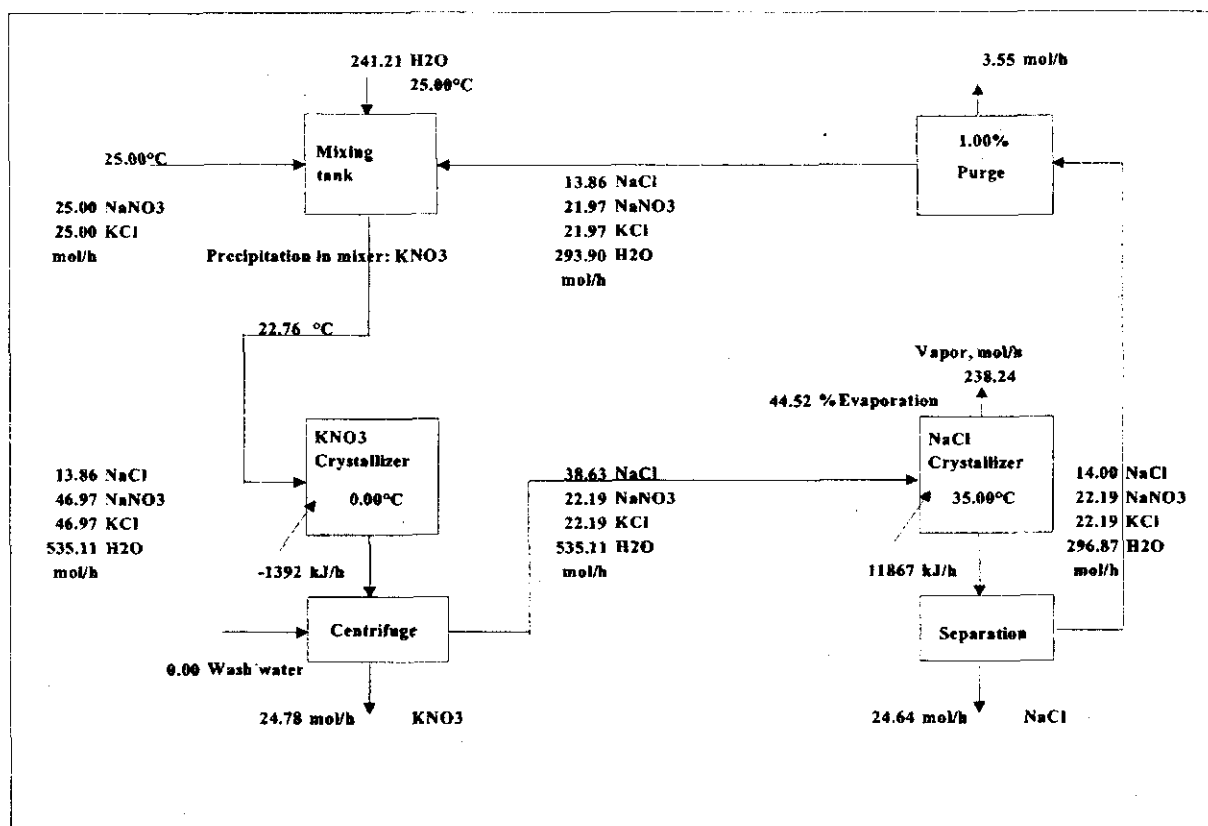 241.21 H2O
25.00°C
3.55 mol/h
Mixing
tank
1.00%
Purge
25.00°C
25.00 NaNO3
25.00 KCl
mol/h
13.86 NaCl
21.97 NaNO3
21.97 KCl
293.90 H2O
mol/h
Precipitation in mixer: KNO3
22.76 °C
Vapor, mol/h
238.24
44.52 %Evaporation
KNO3
Crystallizer
0.00°C
NaCl
Crystallizer
35.00°C
13.86 NaCl
46.97 NaNO3
46.97 KCl
535.11 H2O
mol/h
38.63 NaCl
22.19 NaNO3
22.19 KCl
535.11 H2O
mol/h
14.00 NaCl
22.19 NaNO3
22.19 KCl
296.87 H2O
mol/h
-1392 kJ/h
11867 kJ/h
Centrifuge
Separation
0.00 Wash water
24.78 mol/h KNO3
24.64 mol/h NaCl